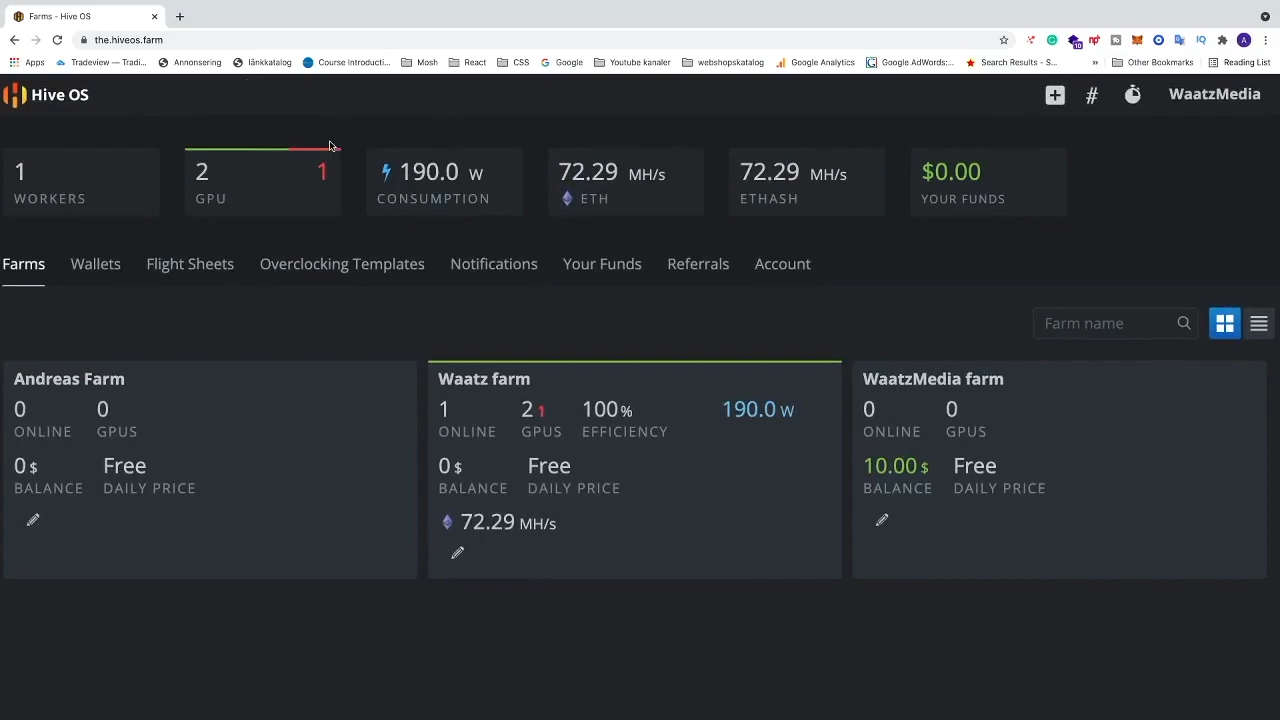 Farms - Hive OS
the.hiveos.farm
10
Apps Tradeview — Tradi... Annonsering länkkatalog Course Introducti... Mosh React CSS Google Youtube kanaler webshopskatalog Google Analytics Google AdWords:... Search Results - S... » Other Bookmarks Reading List
Hive OS WaatzMedia
1 2 1 190.0 W 72.29 MH/s 72.29 MH/s $0.00
WORKERS GPU CONSUMPTION ETH ETHASH YOUR FUNDS
Farms Wallets Flight Sheets Overclocking Templates Notifications Your Funds Referrals Account
Farm name
Andreas Farm
0 0
ONLINE GPUS
0 $ Free
BALANCE DAILY PRICE
Waatz farm
1 2 1 100 % 190.0 W
ONLINE GPUS EFFICIENCY
0 $ Free
BALANCE DAILY PRICE
72.29 MH/s
WaatzMedia farm
0 0
ONLINE GPUS
10.00 $ Free
BALANCE DAILY PRICE